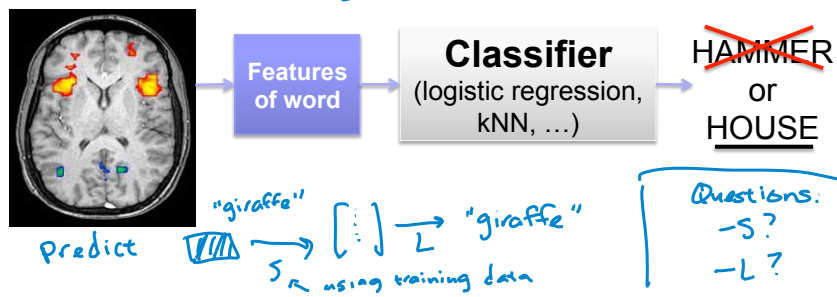 Features
of word
Classifier
(logistic regression,
kNN, …)
HAMMER
or
HOUSE
predict
"giraffe"
S
using training data
L
"giraffe"
Questions:
-S?
-L?